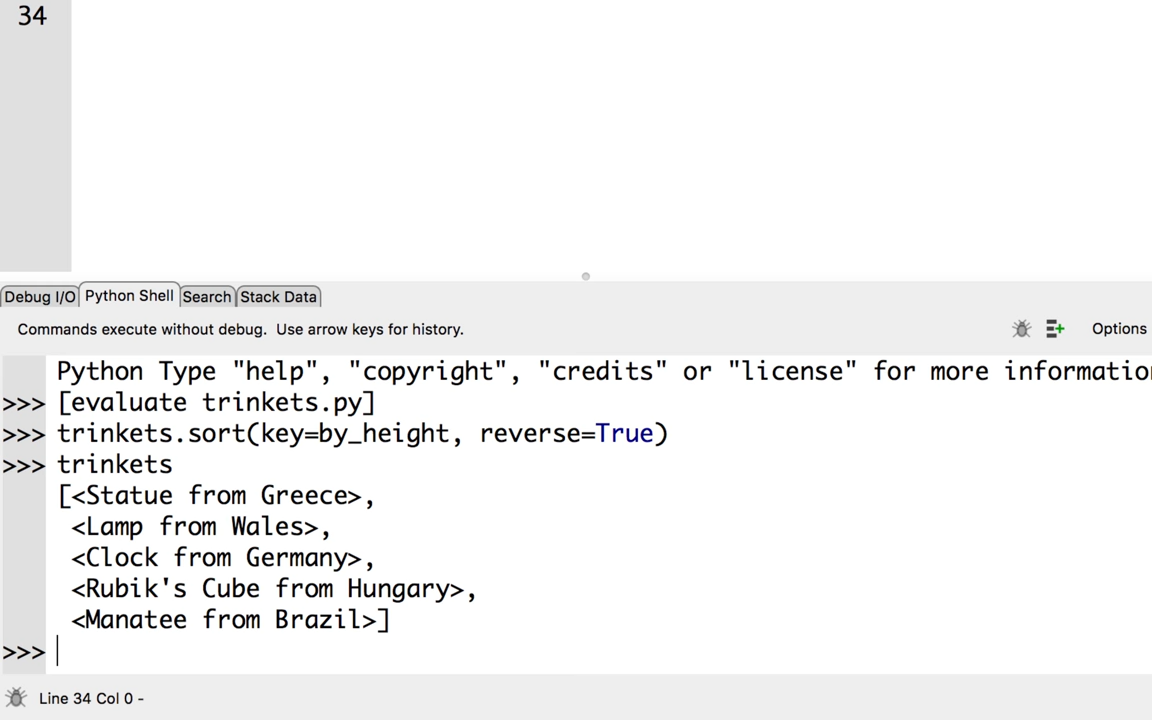 34
Debug I/O Python Shell Search Stack Data
Commands execute without debug. Use arrow keys for history. Options
Python Type "help", "copyright", "credits" or "license" for more informatio
>>> [evaluate trinkets.py]
>>> trinkets.sort(key=by_height, reverse=True)
>>> trinkets
[<Statue from Greece>,
<Lamp from Wales>,
<Clock from Germany>,
<Rubik's Cube from Hungary>,
<Manatee from Brazil>]
>>>
Line 34 Col 0 -